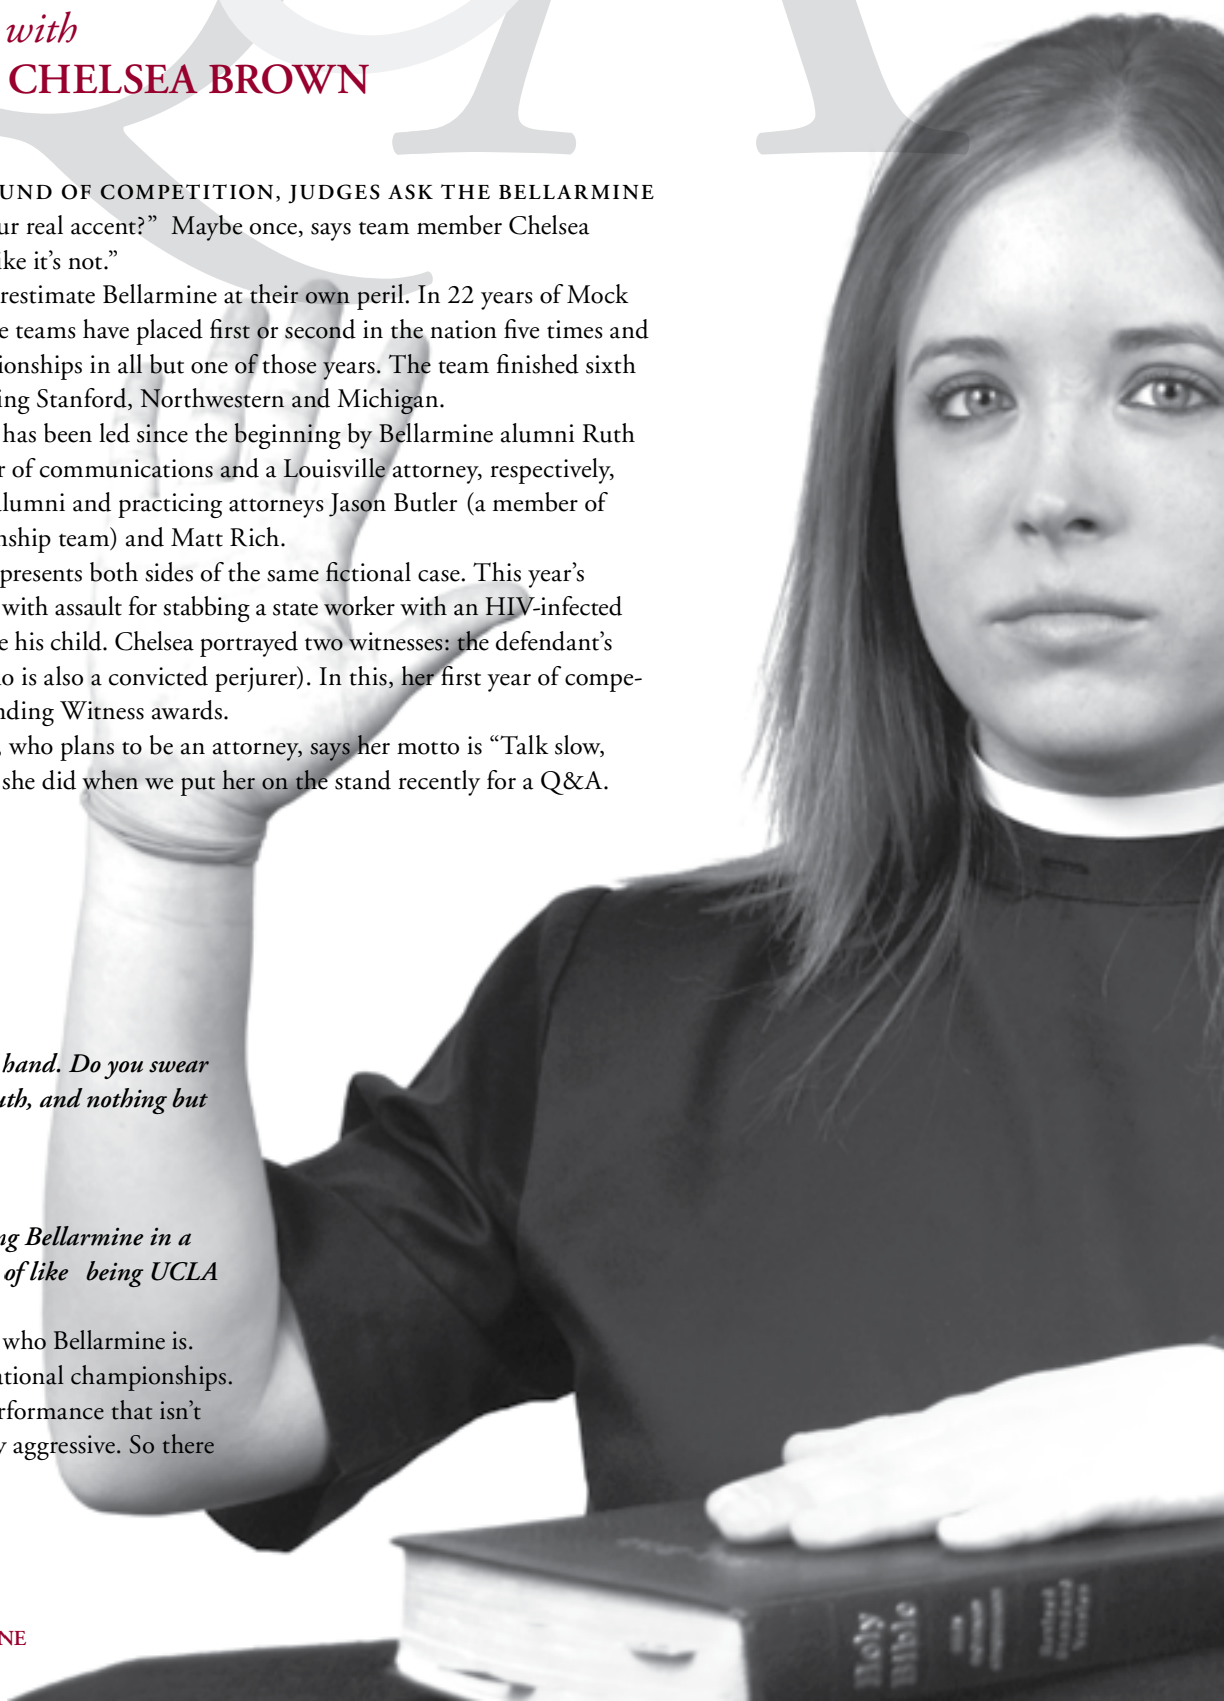 with
CHELSEA BROWN
UND OF COMPETITION, JUDGES ASK THE BELLARMINE
ur real accent?” Maybe once, says team member Chelsea
ike it’s not.”
restimate Bellarmine at their own peril. In 22 years of Mock
e teams have placed first or second in the nation five times and
ionships in all but one of those years. The team finished sixth
ing Stanford, Northwestern and Michigan.
has been led since the beginning by Bellarmine alumni Ruth
r of communications and a Louisville attorney, respectively,
lumni and practicing attorneys Jason Butler (a member of
nship team) and Matt Rich.
presents both sides of the same fictional case. This year’s
with assault for stabbing a state worker with an HIV-infected
e his child. Chelsea portrayed two witnesses: the defendant’s
o is also a convicted perjurer). In this, her first year of compe-
nding Witness awards.
, who plans to be an attorney, says her motto is “Talk slow,
she did when we put her on the stand recently for a Q&A.
hand. Do you swear
uth, and nothing but
ng Bellarmine in a
of like being UCLA
who Bellarmine is.
ational championships.
rformance that isn’t
y aggressive. So there
NE
Holy
Bible
Revised
Standard
Version